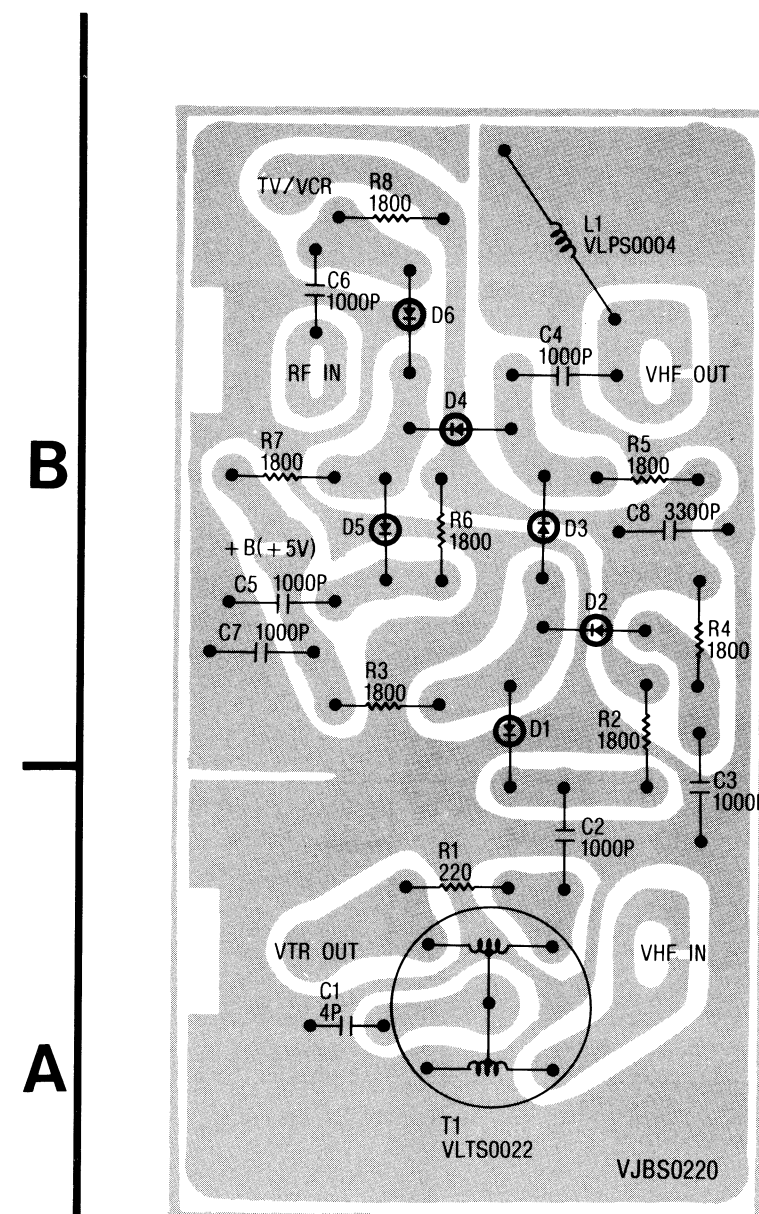 TV/VCR
R8
1800
L1
VLPS0004
C6
1000P
D6
C4
1000P
RF IN
VHF OUT
D4
B
R7
1800
R5
1800
C8 3300P
D5
R6
1800
D3
+B(+5V)
C5 1000P
D2
C7 1000P
R4
1800
R3
1800
R2
1800
D1
C3
1000
C2
1000P
R1
220
VTR OUT
VHF IN
C1
4P
A
T1
VLTS0022
VJBS0220